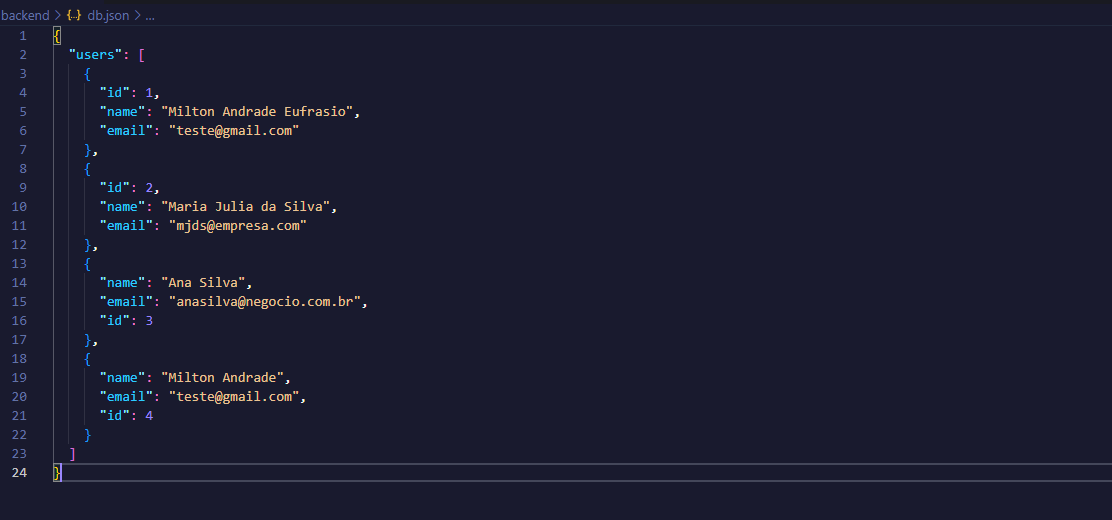 backend > {..} db.json > ...
1 {
2 "users": [
3 {
4 "id": 1,
5 "name": "Milton Andrade Eufrasio",
6 "email": "teste@gmail.com"
7 },
8 {
9 "id": 2,
10 "name": "Maria Julia da Silva",
11 "email": "mjds@empresa.com"
12 },
13 {
14 "name": "Ana Silva",
15 "email": "anasilva@negocio.com.br",
16 "id": 3
17 },
18 {
19 "name": "Milton Andrade",
20 "email": "teste@gmail.com",
21 "id": 4
22 }
23 ]
24 }